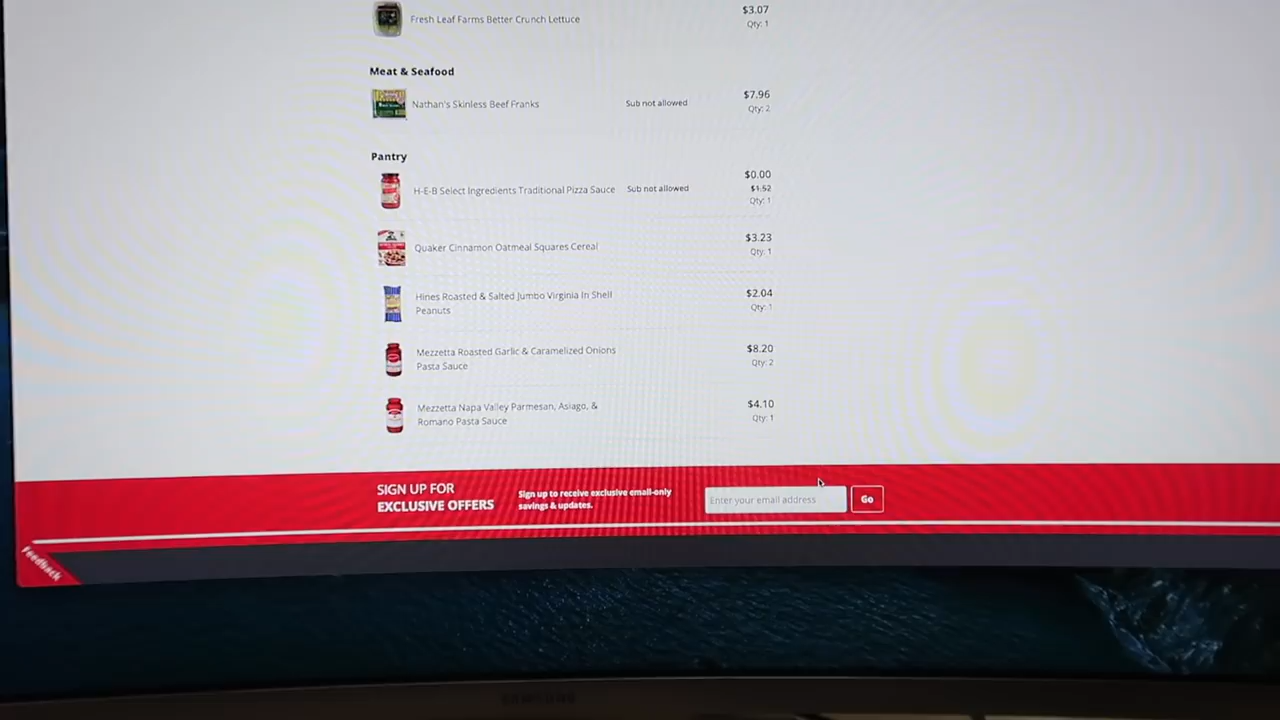 Fresh Leaf Farms Better Crunch Lettuce
$3.07
Qty: 1
Meat & Seafood
Nathan's Skinless Beef Franks
Sub not allowed
$7.96
Qty: 2
Pantry
H-E-B Select Ingredients Traditional Pizza Sauce
Sub not allowed
$0.00
$1.52
Qty: 1
Quaker Cinnamon Oatmeal Squares Cereal
$3.23
Qty: 1
Hines Roasted & Salted Jumbo Virginia In Shell
Peanuts
$2.04
Qty: 1
Mezzetta Roasted Garlic & Caramelized Onions
Pasta Sauce
$8.20
Qty: 2
Mezzetta Napa Valley Parmesan, Asiago, &
Romano Pasta Sauce
$4.10
Qty: 1
SIGN UP FOR
EXCLUSIVE OFFERS
Sign up to receive exclusive email-only
savings & updates.
Enter your email address
Go
Feedback
SAMSUNG